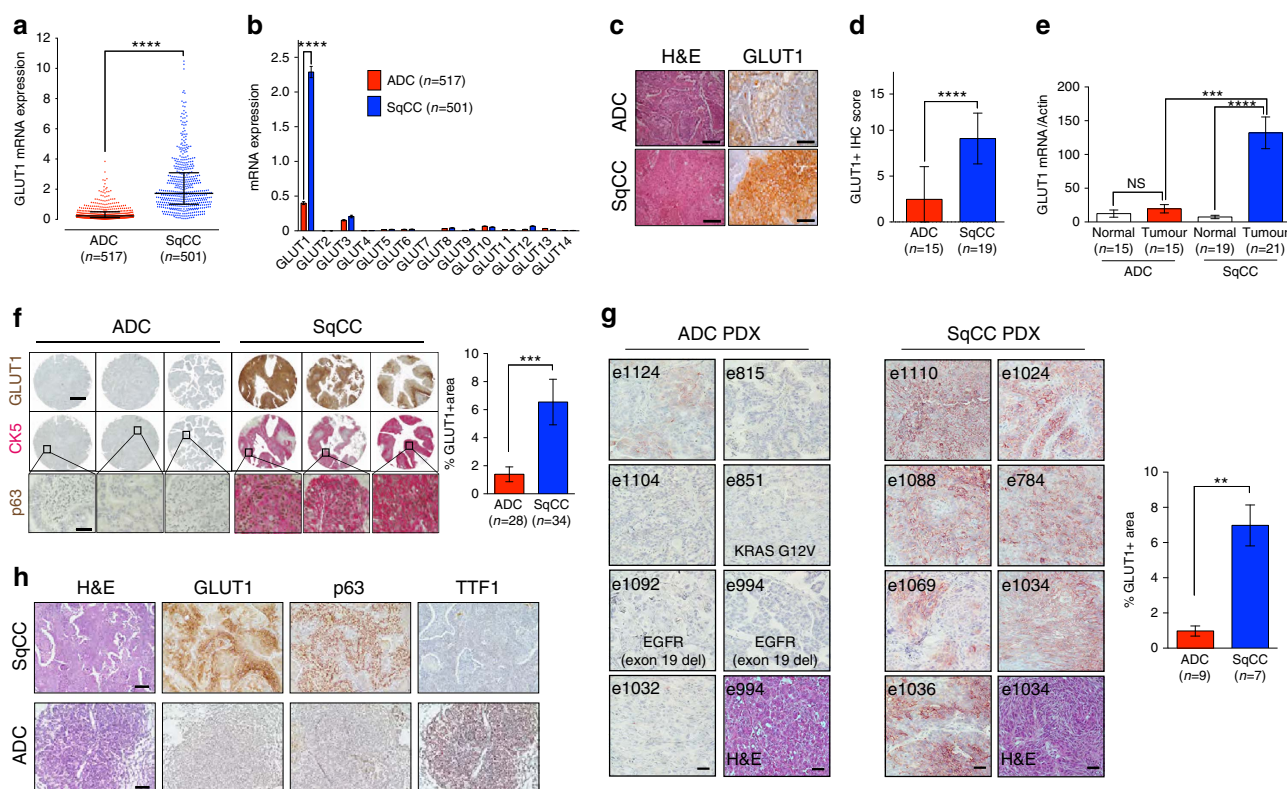 a
GLUT1 mRNA expression
12
10
8
6
4
2
0
****
ADC
(n=517)
SqCC
(n=501)
b
mRNA expression
2.5
2.0
1.5
1.0
0.5
0.0
****
ADC (n=517)
SqCC (n=501)
GLUT1
GLUT2
GLUT3
GLUT4
GLUT5
GLUT6
GLUT7
GLUT8
GLUT9
GLUT10
GLUT11
GLUT12
GLUT13
GLUT14
c
H&E
GLUT1
ADC
SqCC
d
GLUT1+ IHC score
15
10
5
0
****
ADC
(n=15)
SqCC
(n=19)
e
GLUT1 mRNA /Actin
200
150
100
50
0
***
****
NS
Normal
(n=15)
Tumour
(n=15)
Normal
(n=19)
Tumour
(n=21)
ADC
SqCC
f
ADC
SqCC
GLUT1
CK5
p63
% GLUT1+area
10
8
6
4
2
0
***
ADC
(n=28)
SqCC
(n=34)
g
ADC PDX
SqCC PDX
e1124
e815
e1104
e851
KRAS G12V
e1092
EGFR
(exon 19 del)
e994
EGFR
(exon 19 del)
e1032
e994
H&E
e1110
e1024
e1088
e784
e1069
e1034
e1036
e1034
H&E
% GLUT1+ area
10
8
6
4
2
0
**
ADC
(n=9)
SqCC
(n=7)
h
H&E
GLUT1
p63
TTF1
SqCC
ADC